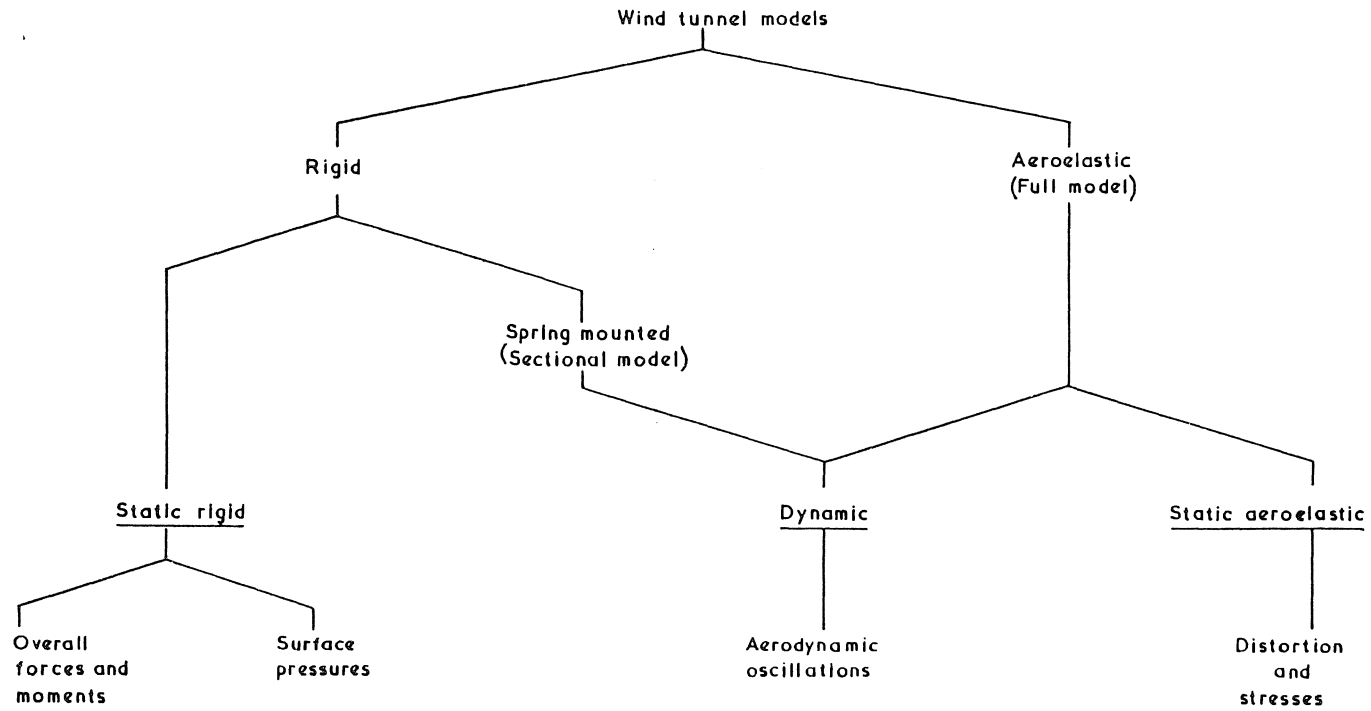 Wind tunnel models
Rigid
Aeroelastic
(Full model)
Spring mounted
(Sectional model)
Static rigid
Dynamic
Static aeroelastic
Overall
forces and
moments
Surface
pressures
Aerodynamic
oscillations
Distortion
and
stresses